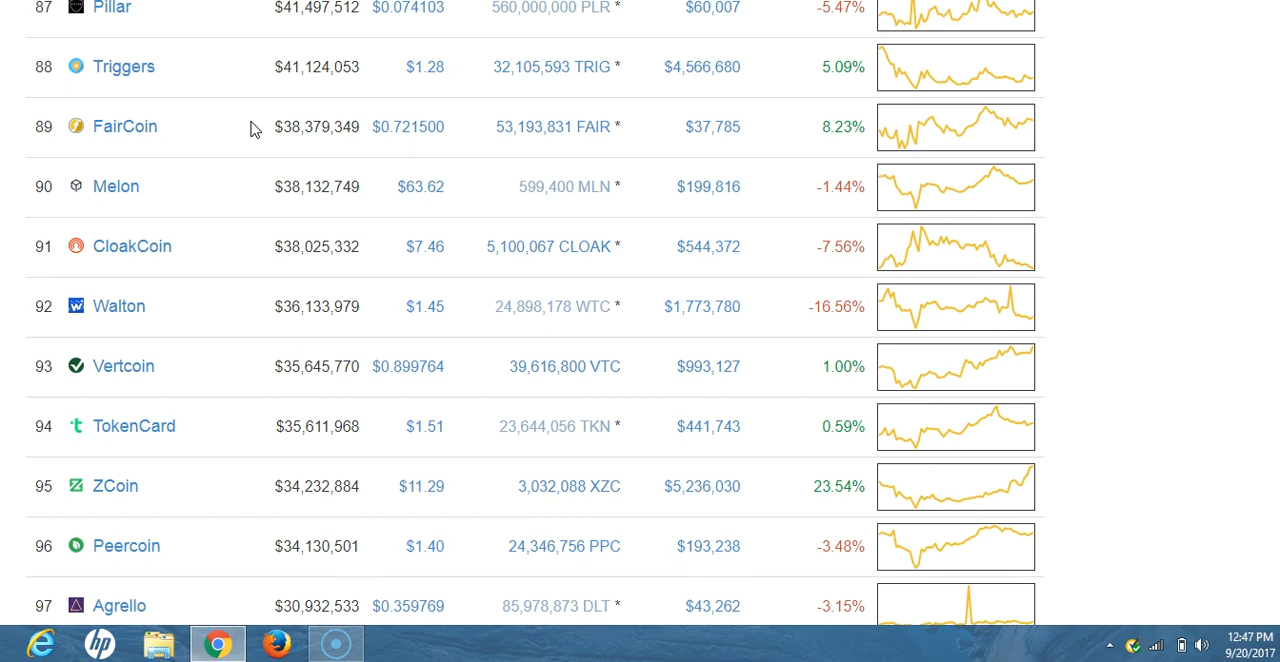 87 Pillar $41,497,512 $0.074103 560,000,000 PLR * $60,007 -5.47%
88 Triggers $41,124,053 $1.28 32,105,593 TRIG * $4,566,680 5.09%
89 FairCoin $38,379,349 $0.721500 53,193,831 FAIR * $37,785 8.23%
90 Melon $38,132,749 $63.62 599,400 MLN * $199,816 -1.44%
91 CloakCoin $38,025,332 $7.46 5,100,067 CLOAK * $544,372 -7.56%
92 Walton $36,133,979 $1.45 24,898,178 WTC * $1,773,780 -16.56%
93 Vertcoin $35,645,770 $0.899764 39,616,800 VTC $993,127 1.00%
94 TokenCard $35,611,968 $1.51 23,644,056 TKN * $441,743 0.59%
95 ZCoin $34,232,884 $11.29 3,032,088 XZC $5,236,030 23.54%
96 Peercoin $34,130,501 $1.40 24,346,756 PPC $193,238 -3.48%
97 Agrello $30,932,533 $0.359769 85,978,873 DLT * $43,262 -3.15%
hp
12:47 PM
9/20/2017